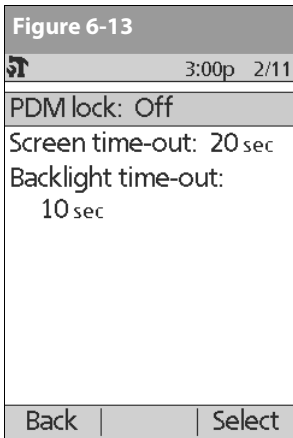 Figure 6-13
3:00p 2/11
PDM lock: Off
Screen time-out: 20 sec
Backlight time-out:
10 sec
Back | | Select